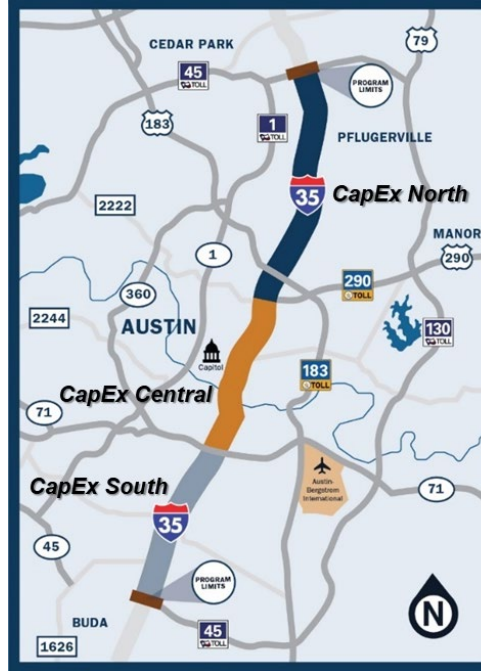 CEDAR PARK
79
45
TOLL
PROGRAM
LIMITS
1
TOLL
183
PFLUGERVILLE
35
CapEx North
2222
MANOR
290
1
290
TOLL
360
2244
AUSTIN
130
TOLL
Capitol
183
TOLL
CapEx Central
71
Austin
Bergstrom
International
71
CapEx South
35
45
PROGRAM
LIMITS
BUDA
45
TOLL
1626
N